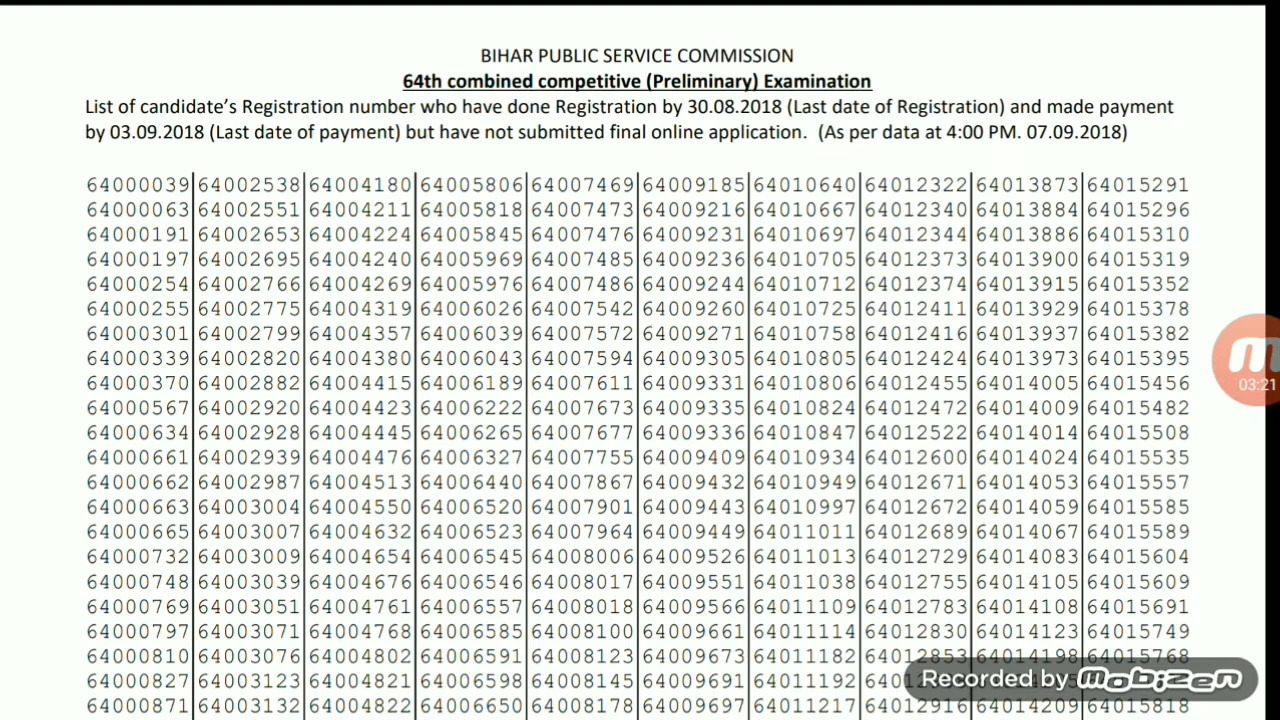 BIHAR PUBLIC SERVICE COMMISSION
64th combined competitive (Preliminary) Examination
List of candidate's Registration number who have done Registration by 30.08.2018 (Last date of Registration) and made payment
by 03.09.2018 (Last date of payment) but have not submitted final online application.  (As per data at 4:00 PM. 07.09.2018)
64000039 64002538 64004180 64005806 64007469 64009185 64010640 64012322 64013873 64015291
64000063 64002551 64004211 64005818 64007473 64009216 64010667 64012340 64013884 64015296
64000191 64002653 64004224 64005845 64007476 64009231 64010697 64012344 64013886 64015310
64000197 64002695 64004240 64005969 64007485 64009236 64010705 64012373 64013900 64015319
64000254 64002766 64004269 64005976 64007486 64009244 64010712 64012374 64013915 64015352
64000255 64002775 64004319 64006026 64007542 64009260 64010725 64012411 64013929 64015378
64000301 64002799 64004357 64006039 64007572 64009271 64010758 64012416 64013937 64015382
64000339 64002820 64004380 64006043 64007594 64009305 64010805 64012424 64013973 64015395
64000370 64002882 64004415 64006189 64007611 64009331 64010806 64012455 64014005 64015456
64000567 64002920 64004423 64006222 64007673 64009335 64010824 64012472 64014009 64015482
64000634 64002928 64004445 64006265 64007677 64009336 64010847 64012522 64014014 64015508
64000661 64002939 64004476 64006327 64007755 64009409 64010934 64012600 64014024 64015535
64000662 64002987 64004513 64006440 64007867 64009432 64010949 64012671 64014053 64015557
64000663 64003004 64004550 64006520 64007901 64009443 64010997 64012672 64014059 64015585
64000665 64003007 64004632 64006523 64007964 64009449 64011011 64012689 64014067 64015589
64000732 64003009 64004654 64006545 64008006 64009526 64011013 64012729 64014083 64015604
64000748 64003039 64004676 64006546 64008017 64009551 64011038 64012755 64014105 64015609
64000769 64003051 64004761 64006557 64008018 64009566 64011109 64012783 64014108 64015691
64000797 64003071 64004768 64006585 64008100 64009661 64011114 64012830 64014123 64015749
64000810 64003076 64004802 64006591 64008123 64009673 64011182 64012853 64014198 64015768
64000827 64003123 64004821 64006598 64008145 64009691 64011192
64000871 64003132 64004822 64006650 64008178 64009697 64011217 64012916 64014209 64015818
03:21
Recorded by mobizen